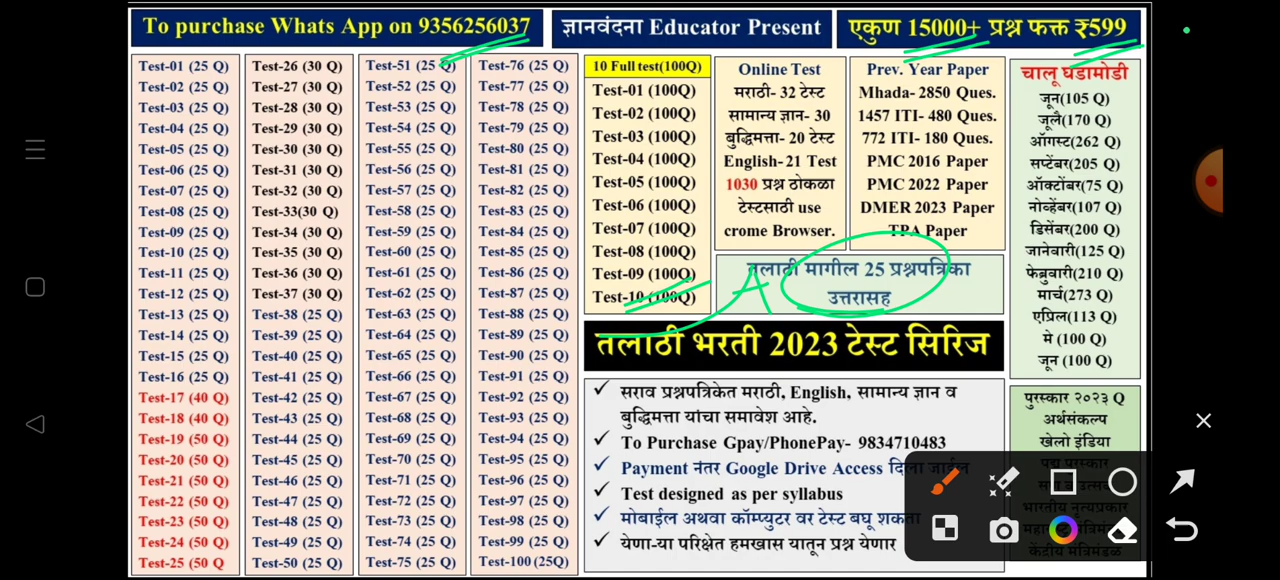 To purchase Whats App on 9356256037
ज्ञानवंदना Educator Present
एकुण 15000+ प्रश्न फक्त ₹599
Test-01 (25 Q)
Test-02 (25 Q)
Test-03 (25 Q)
Test-04 (25 Q)
Test-05 (25 Q)
Test-06 (25 Q)
Test-07 (25 Q)
Test-08 (25 Q)
Test-09 (25 Q)
Test-10 (25 Q)
Test-11 (25 Q)
Test-12 (25 Q)
Test-13 (25 Q)
Test-14 (25 Q)
Test-15 (25 Q)
Test-16 (25 Q)
Test-17 (40 Q)
Test-18 (40 Q)
Test-19 (50 Q)
Test-20 (50 Q)
Test-21 (50 Q)
Test-22 (50 Q)
Test-23 (50 Q)
Test-24 (50 Q)
Test-25 (50 Q
Test-26 (30 Q)
Test-27 (30 Q)
Test-28 (30 Q)
Test-29 (30 Q)
Test-30 (30 Q)
Test-31 (30 Q)
Test-32 (30 Q)
Test-33(30 Q)
Test-34 (30 Q)
Test-35 (30 Q)
Test-36 (30 Q)
Test-37 (30 Q)
Test-38 (25 Q)
Test-39 (25 Q)
Test-40 (25 Q)
Test-41 (25 Q)
Test-42 (25 Q)
Test-43 (25 Q)
Test-44 (25 Q)
Test-45 (25 Q)
Test-46 (25 Q)
Test-47 (25 Q)
Test-48 (25 Q)
Test-49 (25 Q)
Test-50 (25 Q)
Test-51 (25 Q)
Test-52 (25 Q)
Test-53 (25 Q)
Test-54 (25 Q)
Test-55 (25 Q)
Test-56 (25 Q)
Test-57 (25 Q)
Test-58 (25 Q)
Test-59 (25 Q)
Test-60 (25 Q)
Test-61 (25 Q)
Test-62 (25 Q)
Test-63 (25 Q)
Test-64 (25 Q)
Test-65 (25 Q)
Test-66 (25 Q)
Test-67 (25 Q)
Test-68 (25 Q)
Test-69 (25 Q)
Test-70 (25 Q)
Test-71 (25 Q)
Test-72 (25 Q)
Test-73 (25 Q)
Test-74 (25 Q)
Test-75 (25 Q)
Test-76 (25 Q)
Test-77 (25 Q)
Test-78 (25 Q)
Test-79 (25 Q)
Test-80 (25 Q)
Test-81 (25 Q)
Test-82 (25 Q)
Test-83 (25 Q)
Test-84 (25 Q)
Test-85 (25 Q)
Test-86 (25 Q)
Test-87 (25 Q)
Test-88 (25 Q)
Test-89 (25 Q)
Test-90 (25 Q)
Test-91 (25 Q)
Test-92 (25 Q)
Test-93 (25 Q)
Test-94 (25 Q)
Test-95 (25 Q)
Test-96 (25 Q)
Test-97 (25 Q)
Test-98 (25 Q)
Test-99 (25 Q)
Test-100 (25Q)
10 Full test(100Q)
Test-01 (100Q)
Test-02 (100Q)
Test-03 (100Q)
Test-04 (100Q)
Test-05 (100Q)
Test-06 (100Q)
Test-07 (100Q)
Test-08 (100Q)
Test-09 (100Q)
Test-10 (100Q)
Online Test
मराठी- 32 टेस्ट
सामान्य ज्ञान- 30
बुद्धिमत्ता- 20 टेस्ट
English-21 Test
1030 प्रश्न ठोकळा
टेस्टसाठी use
crome Browser.
Prev. Year Paper
Mhada- 2850 Ques.
1457 ITI- 480 Ques.
772 ITI- 180 Ques.
PMC 2016 Paper
PMC 2022 Paper
DMER 2023 Paper
TPA Paper
तलाठी मागील 25 प्रश्नपत्रिका
उत्तरासह
तलाठी भरती 2023 टेस्ट सिरिज
✓ सराव प्रश्नपत्रिकेत मराठी, English, सामान्य ज्ञान व
बुद्धिमत्ता यांचा समावेश आहे.
✓ To Purchase Gpay/PhonePay- 9834710483
✓ Payment नंतर Google Drive Access दिला जाईल
✓ Test designed as per syllabus
✓ मोबाईल अथवा कॉम्प्युटर वर टेस्ट बघू शकता
✓ येणा-या परिक्षेत हमखास यातून प्रश्न येणार
चालू घडामोडी
जून(105 Q)
जूलै(170 Q)
ऑगस्ट(262 Q)
सप्टेंबर(205 Q)
ऑक्टोंबर(75 Q)
नोव्हेंबर(107 Q)
डिसेंबर(200 Q)
जानेवारी(125 Q)
फेब्रुवारी(210 Q)
मार्च(273 Q)
एप्रिल(113 Q)
मे (100 Q)
जून (100 Q)
पुरस्कार २०२३ Q
अर्थसंकल्प
खेलो इंडिया
पद्म पुरस्कार
केंद्रीय मंत्रिमंडळ